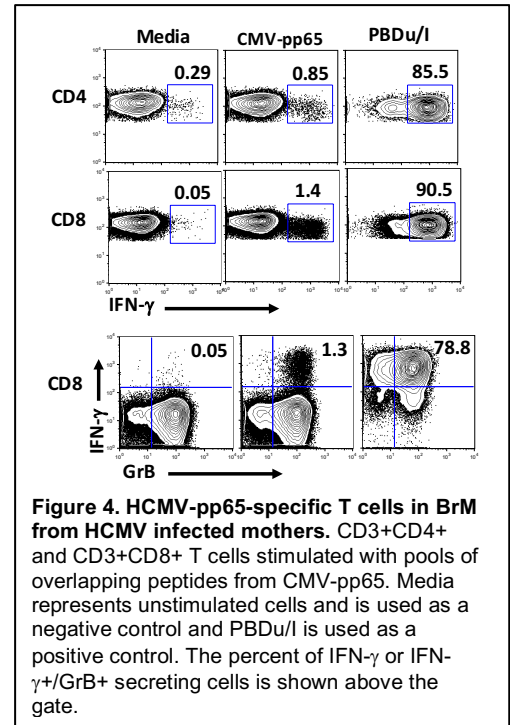 Media CMV-pp65 PBDu/I
CD4 0.29 0.85 85.5
CD8 0.05 1.4 90.5
IFN-γ
CD8 IFN-γ 0.05 1.3 78.8
GrB
Figure 4. HCMV-pp65-specific T cells in BrM
from HCMV infected mothers. CD3+CD4+
and CD3+CD8+ T cells stimulated with pools of
overlapping peptides from CMV-pp65. Media
represents unstimulated cells and is used as a
negative control and PBDu/I is used as a
positive control. The percent of IFN-γ or IFN-
γ+/GrB+ secreting cells is shown above the
gate.